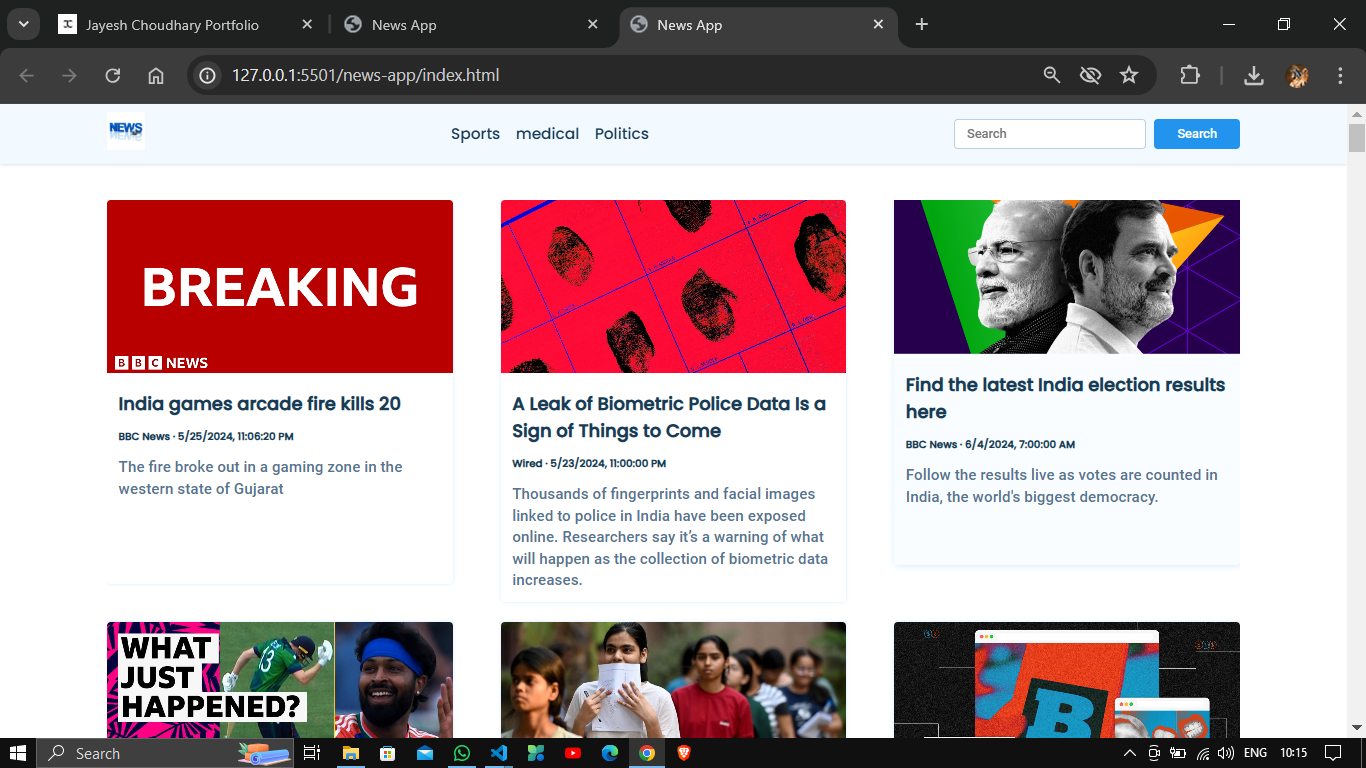 Jayesh Choudhary Portfolio
News App
News App
127.0.0.1:5501/news-app/index.html
NEWS
Sports
medical
Politics
Search
Search
BREAKING
BBC NEWS
India games arcade fire kills 20
BBC News · 5/25/2024, 11:06:20 PM
The fire broke out in a gaming zone in the
western state of Gujarat
A Leak of Biometric Police Data Is a
Sign of Things to Come
Wired · 5/23/2024, 11:00:00 PM
Thousands of fingerprints and facial images
linked to police in India have been exposed
online. Researchers say it’s a warning of what
will happen as the collection of biometric data
increases.
Find the latest India election results
here
BBC News · 6/4/2024, 7:00:00 AM
Follow the results live as votes are counted in
India, the world's biggest democracy.
WHAT
JUST
HAPPENED?
13
B
Search
ENG
10:15